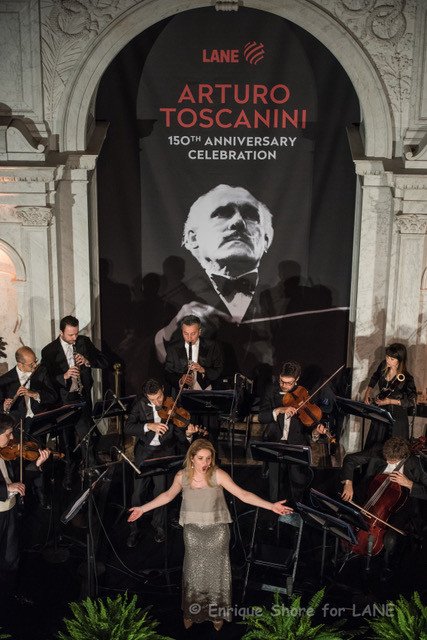 LANE
ARTURO
TOSCANINI
150TH ANNIVERSARY
CELEBRATION
© Enrique Shore for LANE